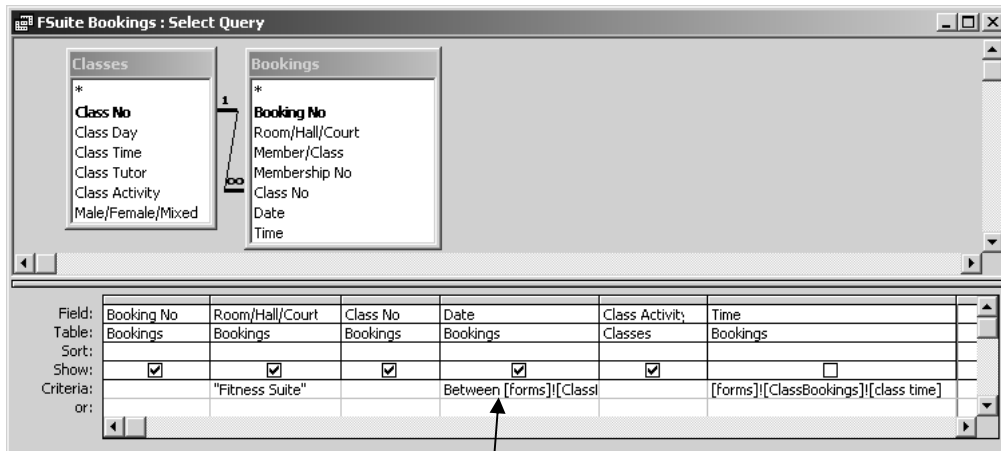 FSuite Bookings : Select Query
Classes
*
Class No
Class Day
Class Time
Class Tutor
Class Activity
Male/Female/Mixed
1
∞
Bookings
*
Booking No
Room/Hall/Court
Member/Class
Membership No
Class No
Date
Time
Field: Booking No Room/Hall/Court Class No Date Class Activity Time
Table: Bookings Bookings Bookings Bookings Classes Bookings
Sort:
Show:
Criteria: "Fitness Suite" Between [forms]![Class [forms]![ClassBookings]![class time]
or: